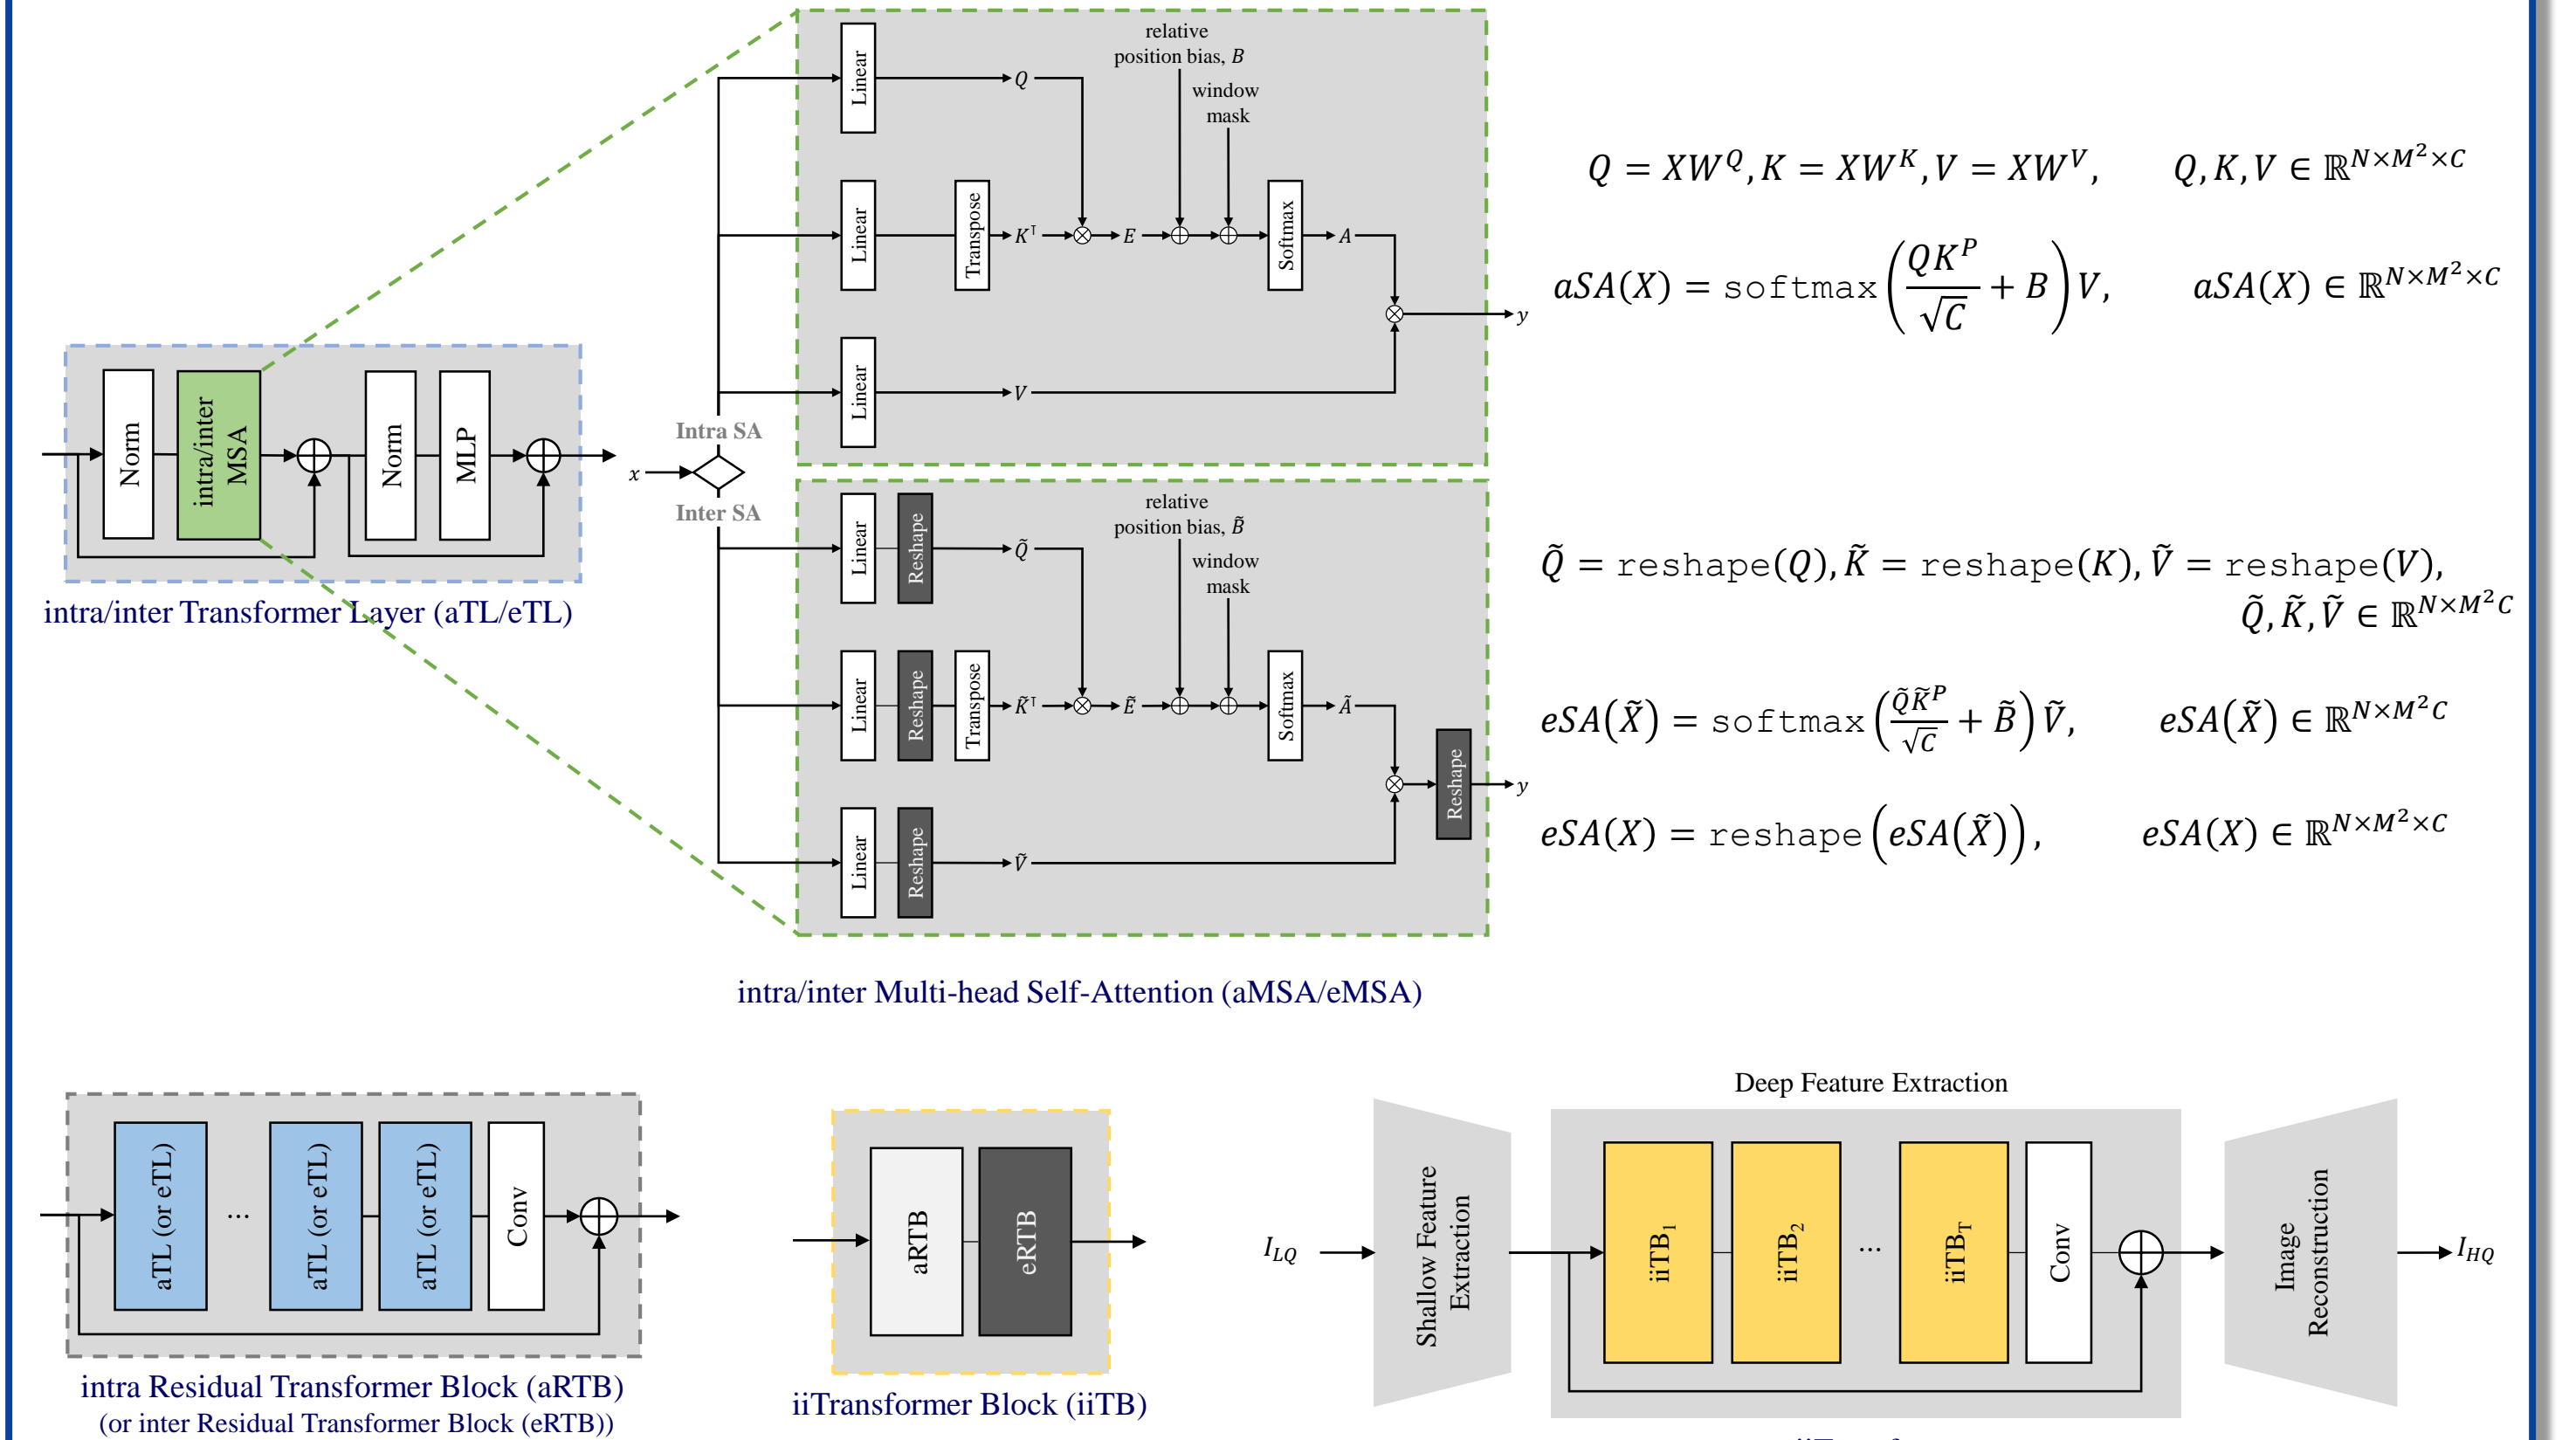 relative
position bias, B
window
mask
Linear
Q
Linear
Transpose
K⊺
E
Softmax
A
Linear
V
y
Q = XW^Q, K = XW^K, V = XW^V, Q, K, V ∈ ℝ^{N×M²×C}
aSA(X) = softmax(QK^P/√C + B)V, aSA(X) ∈ ℝ^{N×M²×C}
Norm
intra/inter
MSA
Norm
MLP
intra/inter Transformer Layer (aTL/eTL)
Intra SA
x
Inter SA
relative
position bias, B̃
window
mask
Linear
Reshape
Q̃
Linear
Reshape
Transpose
K̃⊺
Ẽ
Softmax
Ã
Linear
Reshape
Ṽ
Reshape
y
Q̃ = reshape(Q), K̃ = reshape(K), Ṽ = reshape(V),
Q̃, K̃, Ṽ ∈ ℝ^{N×M²C}
eSA(X̃) = softmax(Q̃K̃^P/√C + B̃)Ṽ, eSA(X̃) ∈ ℝ^{N×M²C}
eSA(X) = reshape(eSA(X̃)), eSA(X) ∈ ℝ^{N×M²×C}
intra/inter Multi-head Self-Attention (aMSA/eMSA)
aTL (or eTL)
...
aTL (or eTL)
aTL (or eTL)
Conv
intra Residual Transformer Block (aRTB)
(or inter Residual Transformer Block (eRTB))
aRTB
eRTB
iiTransformer Block (iiTB)
Deep Feature Extraction
I_{LQ}
Shallow Feature
Extraction
iiTB₁
iiTB₂
...
iiTB_T
Conv
Image
Reconstruction
I_{HQ}